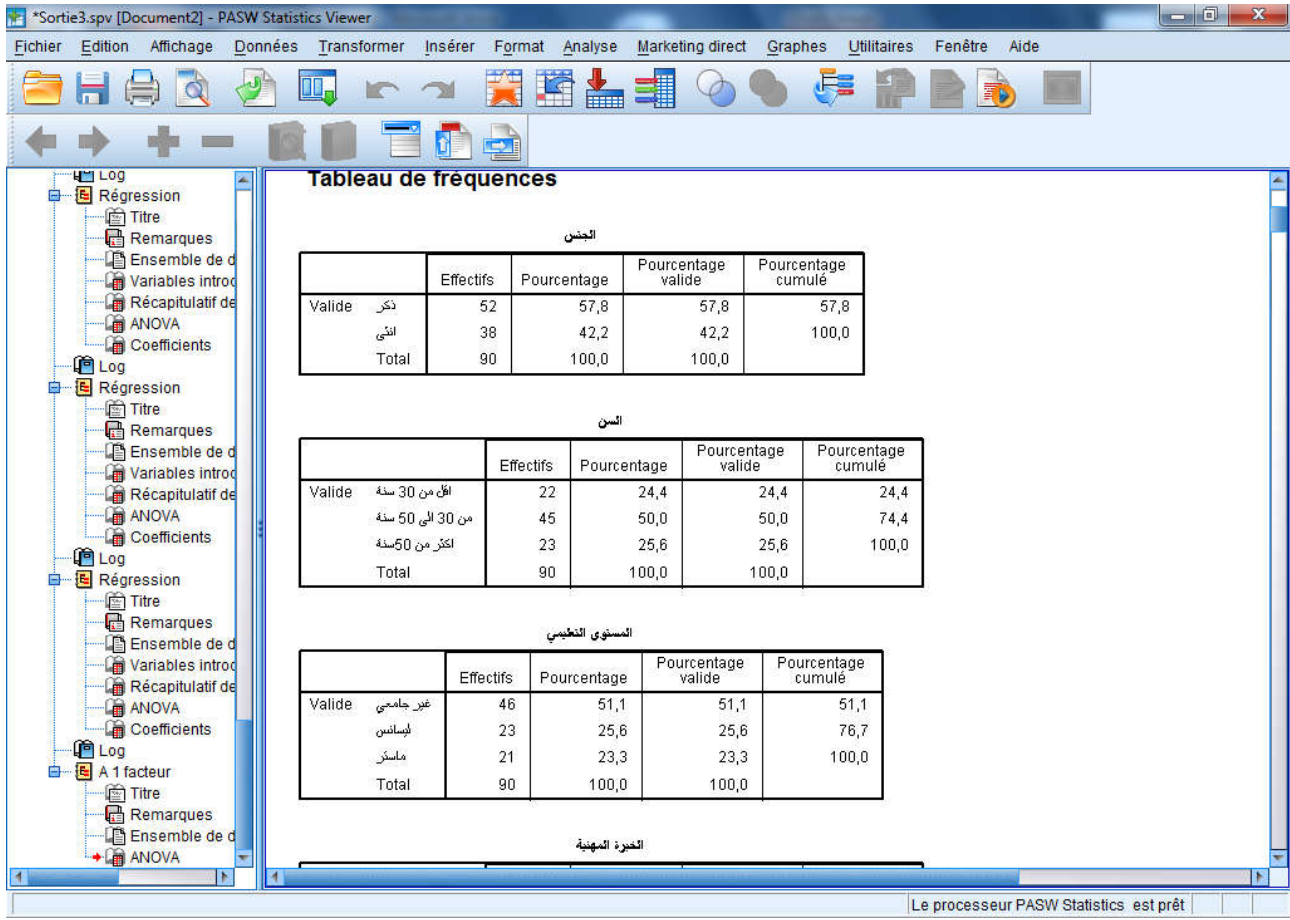 *Sortie3.spv [Document2] - PASW Statistics Viewer
Fichier Edition Affichage Données Transformer Insérer Format Analyse Marketing direct Graphes Utilitaires Fenêtre Aide
Log
Régression
Titre
Remarques
Ensemble de d
Variables introd
Récapitulatif de
ANOVA
Coefficients
Log
Régression
Titre
Remarques
Ensemble de d
Variables introd
Récapitulatif de
ANOVA
Coefficients
Log
Régression
Titre
Remarques
Ensemble de d
Variables introd
Récapitulatif de
ANOVA
Coefficients
Log
A 1 facteur
Titre
Remarques
Ensemble de d
ANOVA
Tableau de fréquences
الجنس
Effectifs Pourcentage Pourcentage valide Pourcentage cumulé
Valide ذكر 52 57,8 57,8 57,8
انثى 38 42,2 42,2 100,0
Total 90 100,0 100,0
السن
Effectifs Pourcentage Pourcentage valide Pourcentage cumulé
Valide اقل من 30 سنة 22 24,4 24,4 24,4
من 30 الى 50 سنة 45 50,0 50,0 74,4
اكثر من 50سنة 23 25,6 25,6 100,0
Total 90 100,0 100,0
المستوى التعليمي
Effectifs Pourcentage Pourcentage valide Pourcentage cumulé
Valide غير جامعي 46 51,1 51,1 51,1
ليسانس 23 25,6 25,6 76,7
ماستر 21 23,3 23,3 100,0
Total 90 100,0 100,0
الخبرة المهنية
Le processeur PASW Statistics est prêt